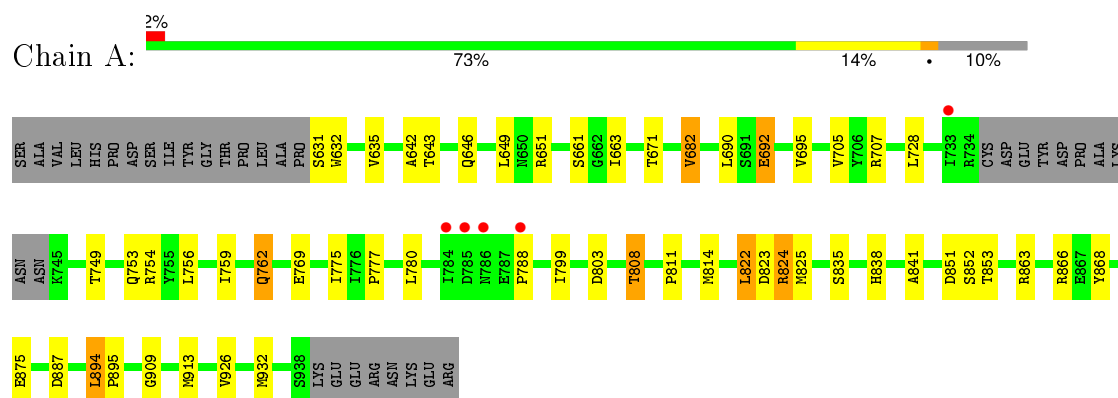 2%
Chain A:
73% 14% • 10%
SER ALA VAL LEU HIS PRO ASP SER ILE TYR GLY THR PRO LEU ALA PRO S631 W632 V635 A642 T643 Q646 L649 N650 R651 S661 G662 I663 T671 V682 L690 S691 E692 V695 V705 Y706 R707 L728 I733 R734 CYS ASP GLU TYR ASP PRO ALA LYS
ASN ASN K745 T749 Q753 R754 Y755 L756 I759 Q762 E769 I775 I776 P777 L780 I784 D785 N786 E787 P788 I799 D803 T808 P811 M814 L822 D823 R824 M825 S835 H838 A841 D851 S852 T853 R863 R866 E867 Y868
E875 D887 L894 P895 G909 M913 V926 M932 S938 LYS GLU GLU ARG ASN LYS GLU ARG